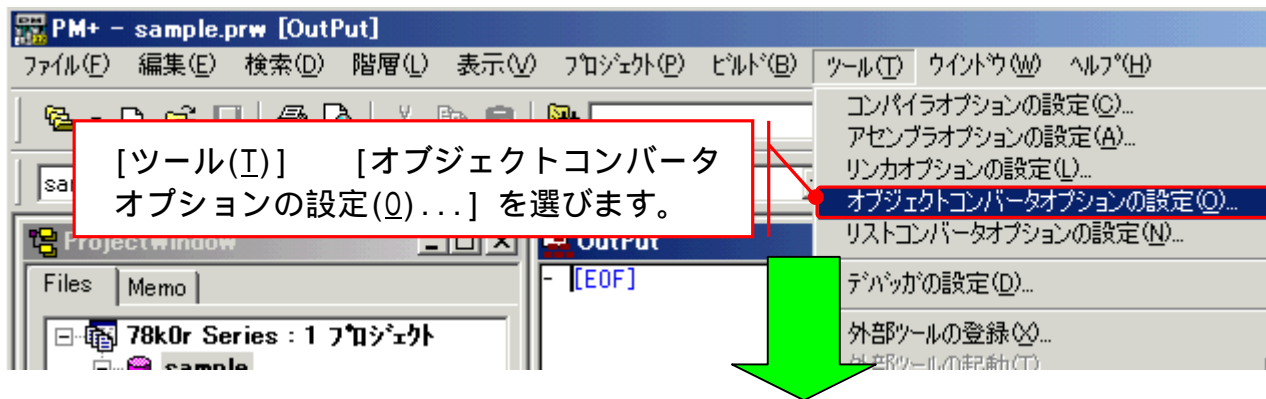 PM+ - sample.prw [OutPut]
ファイル(F) 編集(E) 検索(D) 階層(L) 表示(V) プロジェクト(P) ビルド(B) ツール(T) ウインドウ(W) ヘルプ(H)
コンパイラオプションの設定(C)...
アセンブラオプションの設定(A)...
リンカオプションの設定(L)...
オブジェクトコンバータオプションの設定(O)...
リストコンバータオプションの設定(N)...
デバッガの設定(D)...
外部ツールの登録(X)...
外部ツールの起動(T)
[ツール(T)] [オブジェクトコンバータ
オプションの設定(O)...] を選びます。
ProjectWindow
Files Memo
78k0r Series : 1 プロジェクト
sample
OutPut
[EOF]